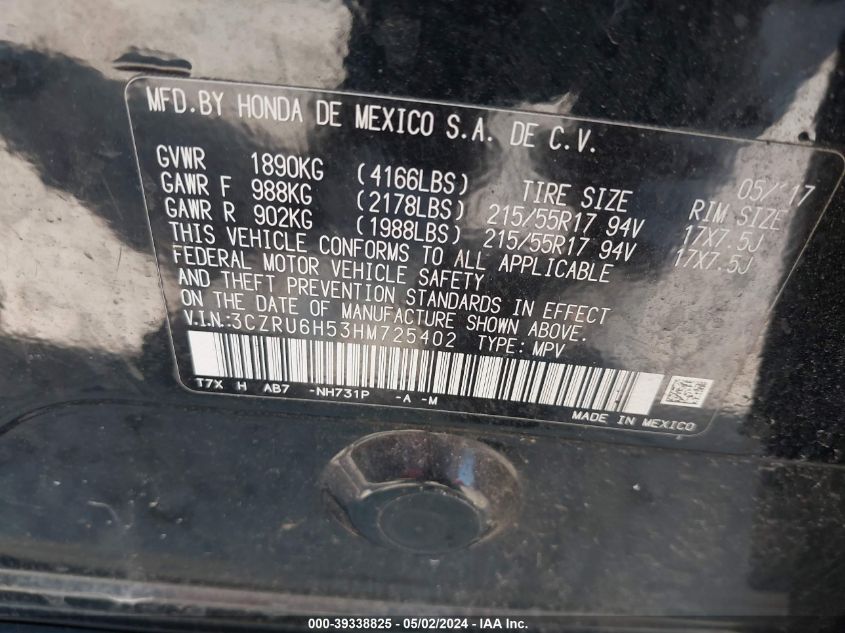 MFD.BY HONDA DE MEXICO S.A. DE C.V.
GVWR 1890KG (4166LBS) 05/ 17
GAWR F 988KG (2178LBS) TIRE SIZE RIM SIZE
GAWR R 902KG (1988LBS) 215/55R17 94V 17X7.5J
215/55R17 94V 17X7.5J
THIS VEHICLE CONFORMS TO ALL APPLICABLE
FEDERAL MOTOR VEHICLE SAFETY
AND THEFT PREVENTION STANDARDS IN EFFECT
ON THE DATE OF MANUFACTURE SHOWN ABOVE.
V.I.N.:3CZRU6H53HM725402 TYPE: MPV
T7X H AB7 -NH731P -A -M
MADE IN MEXICO
000-39338825 - 05/02/2024 - IAA Inc.